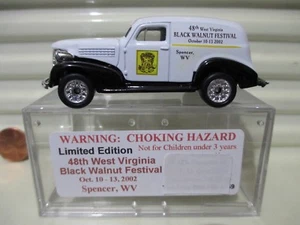 48th West Virginia
BLACK WALNUT FESTIVAL
October 10-13 2002
Spencer,
WV
WARNING: CHOKING HAZARD
Limited Edition Not for Children under 3 years
48th West Virginia
Black Walnut Festival
Oct. 10 - 13, 2002
Spencer, WV